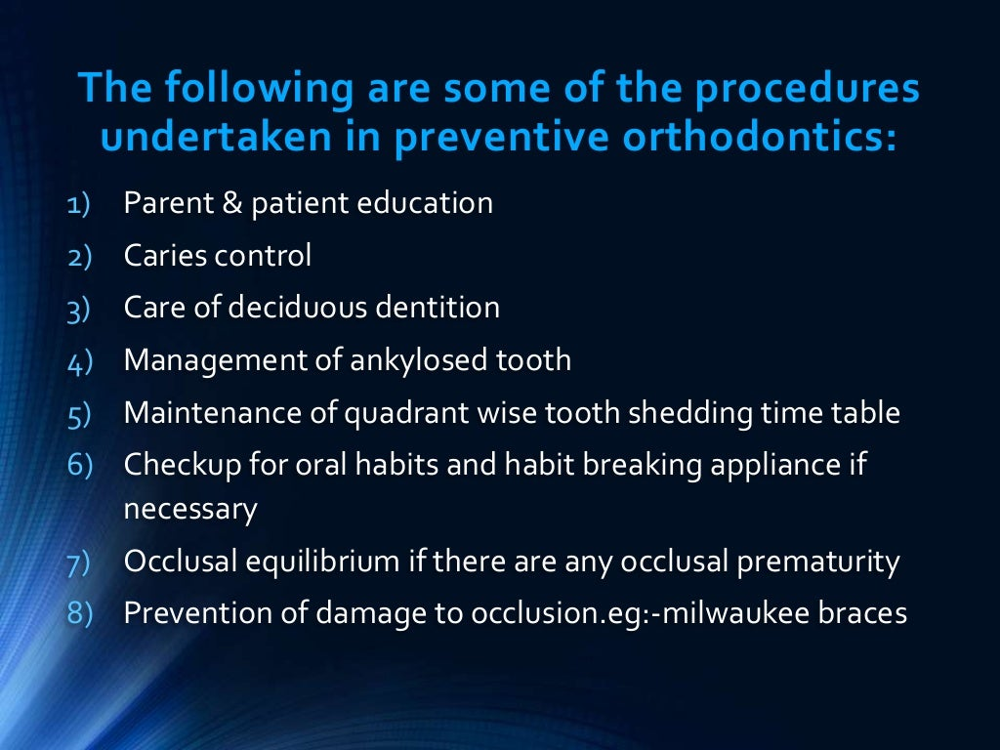 The following are some of the procedures
undertaken in preventive orthodontics:
1) Parent & patient education
2) Caries control
3) Care of deciduous dentition
4) Management of ankylosed tooth
5) Maintenance of quadrant wise tooth shedding time table
6) Checkup for oral habits and habit breaking appliance if
necessary
7) Occlusal equilibrium if there are any occlusal prematurity
8) Prevention of damage to occlusion.eg:-milwaukee braces